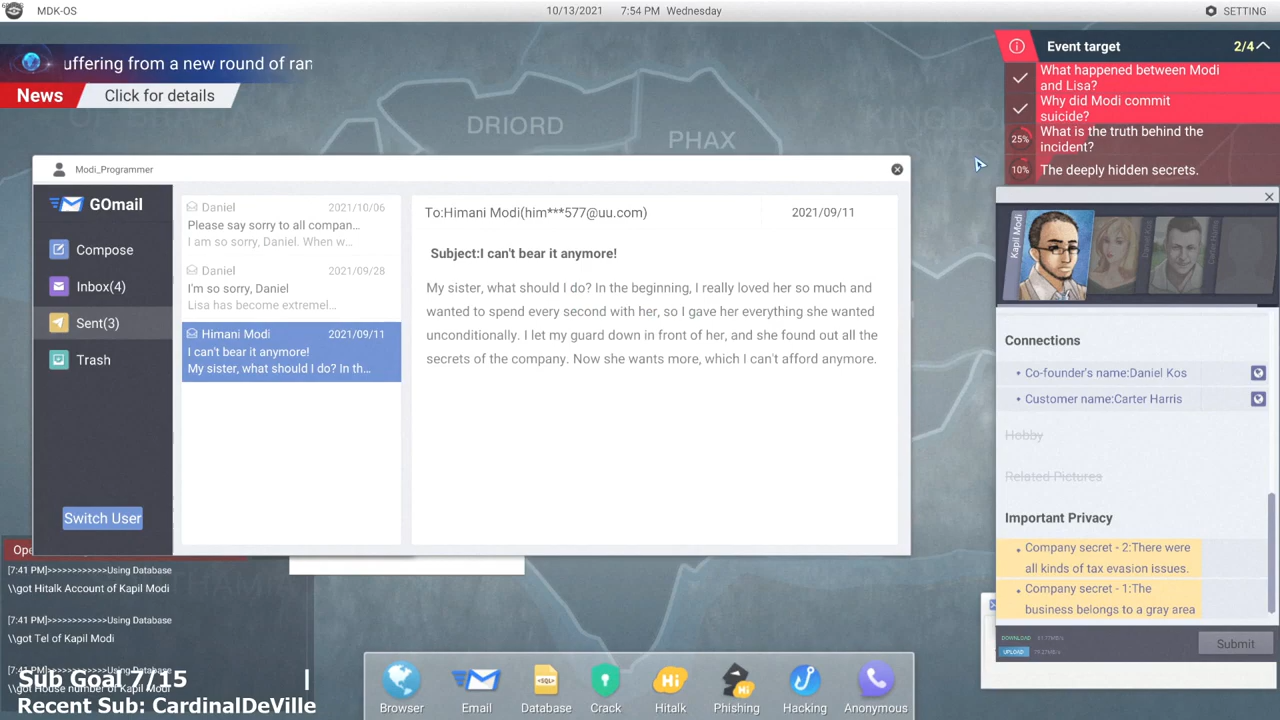 MDK-OS
10/13/2021 7:54 PM Wednesday
SETTING
uffering from a new round of ran
News
Click for details
DRIORD
PHAX
KINGDO
Event target
2/4
What happened between Modi
and Lisa?
Why did Modi commit
suicide?
25%
What is the truth behind the
incident?
10%
The deeply hidden secrets.
Modi_Programmer
GOmail
Compose
Inbox(4)
Sent(3)
Trash
Switch User
Daniel 2021/10/06
Please say sorry to all compan...
I am so sorry, Daniel. When w...
Daniel 2021/09/28
I'm so sorry, Daniel
Lisa has become extremel...
Himani Modi 2021/09/11
I can't bear it anymore!
My sister, what should I do? In th...
To:Himani Modi(him***577@uu.com) 2021/09/11
Subject:I can't bear it anymore!
My sister, what should I do? In the beginning, I really loved her so much and
wanted to spend every second with her, so I gave her everything she wanted
unconditionally. I let my guard down in front of her, and she found out all the
secrets of the company. Now she wants more, which I can't afford anymore.
Kapil Modi
Connections
• Co-founder's name:Daniel Kos
• Customer name:Carter Harris
Hobby
Related Pictures
Important Privacy
• Company secret - 2:There were
all kinds of tax evasion issues.
• Company secret - 1:The
business belongs to a gray area
DOWNLOAD
UPLOAD
Submit
Ope
[7:41 PM]>>>>>>>>>>>>Using Database
\\got Hitalk Account of Kapil Modi
[7:41 PM]>>>>>>>>>>>>Using Database
\\got Tel of Kapil Modi
[7:41 PM]>>>>>>>>>>>>Using Database
\\got House number of Kapil Modi
Sub Goal 7/15 |
Recent Sub: CardinalDeVille
Browser
Email
Database
Crack
Hitalk
Phishing
Hacking
Anonymous